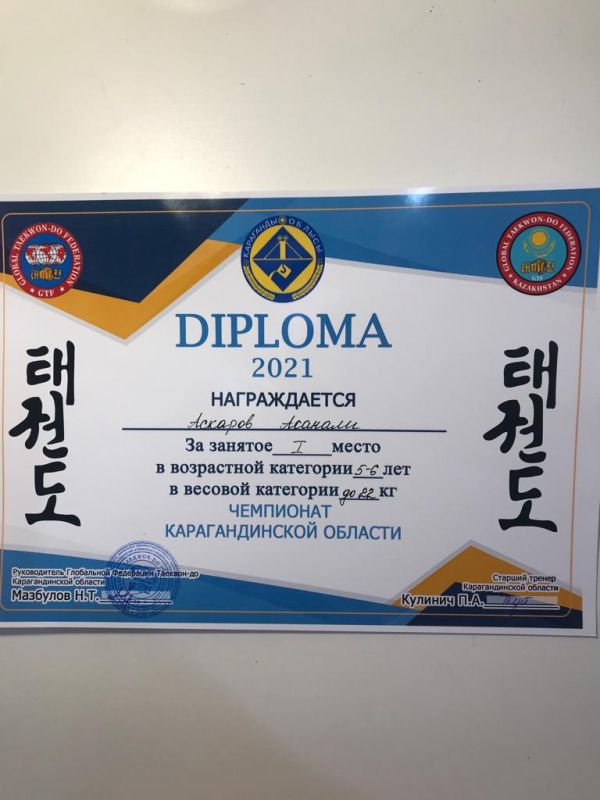 GLOBAL TAEKWON-DO FEDERATION
GTF
ҚАРАҒАНДЫ ОБЛЫСЫ
GLOBAL TAEKWON-DO FEDERATION
GTF
KAZAKHSTAN
DIPLOMA
2021
태권도
태권도
НАГРАЖДАЕТСЯ
Аскаров Асанали
За занятое I место
в возрастной категории 5-6 лет
в весовой категории до 22 кг
ЧЕМПИОНАТ
КАРАГАНДИНСКОЙ ОБЛАСТИ
Руководитель Глобальной Федерации Таеквон-до
Карагандинской области
Мазбулов Н.Т.
Старший тренер
Карагандинской области
Кулинич П.А.